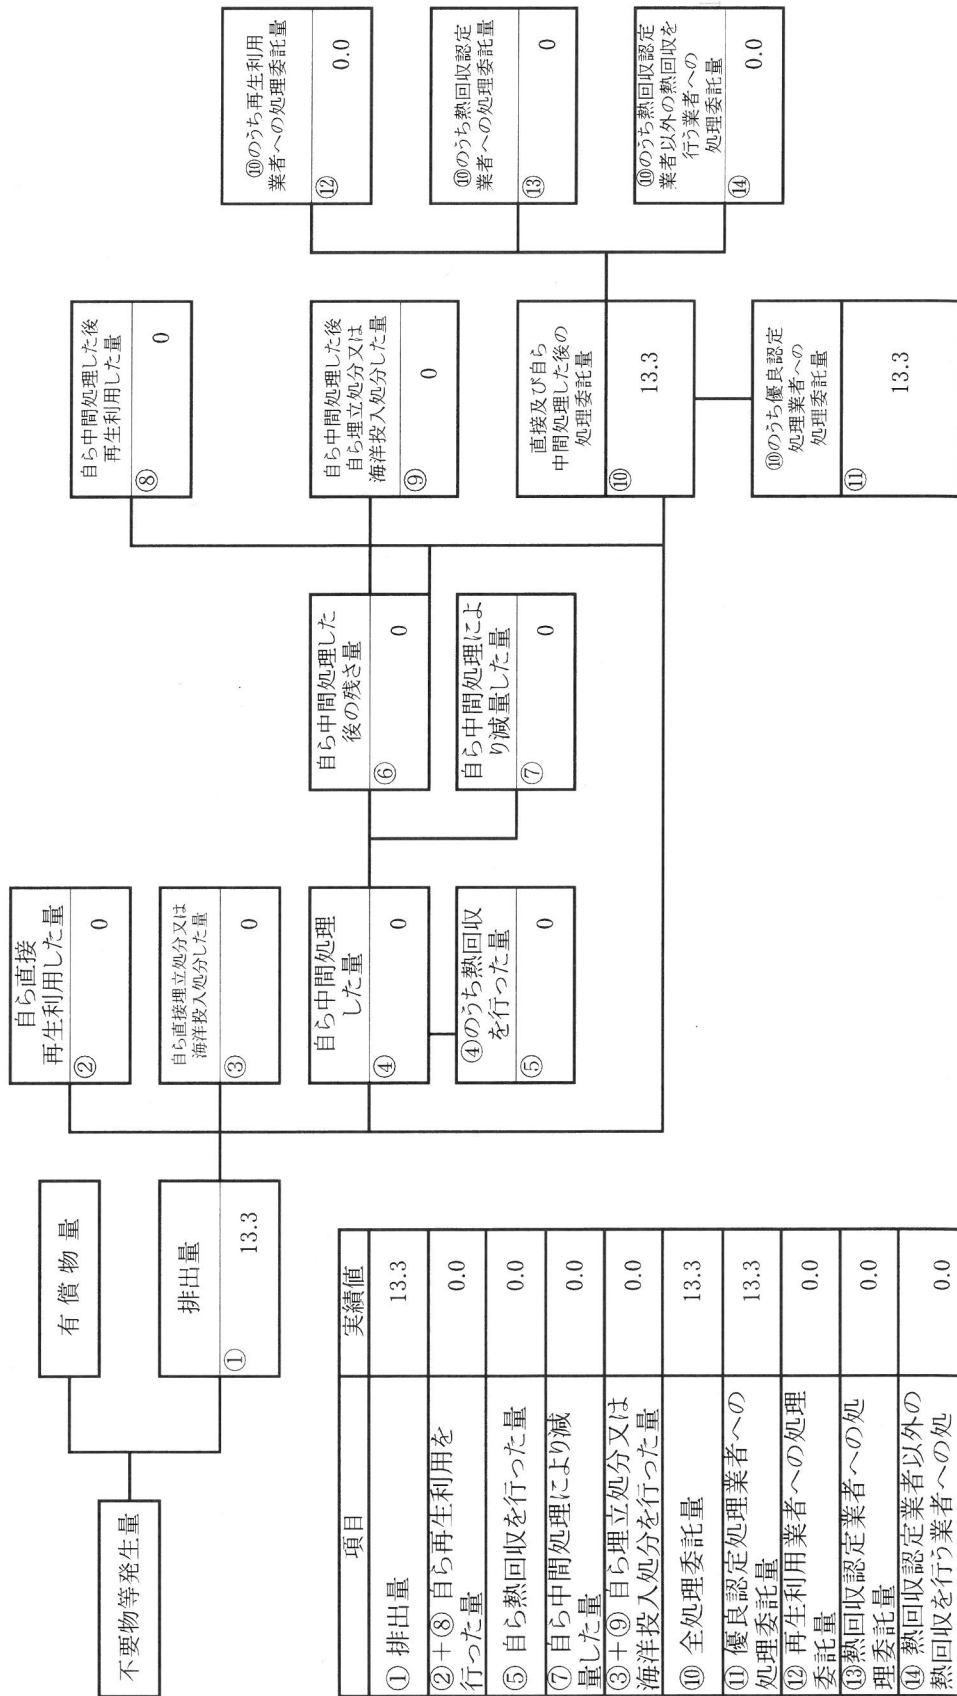 不要物等発生量
有償物量
排出量
①
13.3
自ら直接
再生利用した量
②
0
自ら直接埋立処分又は
海洋投入処分した量
③
0
自ら中間処理
した量
④
0
④のうち熱回収
を行った量
⑤
0
自ら中間処理した
後の残さ量
⑥
0
自ら中間処理によ
り減量した量
⑦
0
自ら中間処理した後
再生利用した量
⑧
0
自ら中間処理した後
自ら埋立処分又は
海洋投入処分した量
⑨
0
直接及び自ら
中間処理した後の
処理委託量
⑩
13.3
⑩のうち優良認定
処理業者への
処理委託量
⑪
13.3
⑩のうち再生利用
業者への処理委託量
⑫
0.0
⑩のうち熱回収認定
業者への処理委託量
⑬
0
⑩のうち熱回収認定
業者以外の熱回収を
行う業者への
処理委託量
⑭
0.0
項目 実績値
① 排出量 13.3
②+⑧ 自ら再生利用を
行った量 0.0
⑤ 自ら熱回収を行った量 0.0
⑦ 自ら中間処理により減
量した量 0.0
③+⑨ 自ら埋立処分又は
海洋投入処分を行った量 0.0
⑩ 全処理委託量 13.3
⑪ 優良認定処理業者への
処理委託量 13.3
⑫ 再生利用業者への処理
委託量 0.0
⑬熱回収認定業者への処
理委託量 0.0
⑭ 熱回収認定業者以外の
熱回収を行う業者への処 0.0